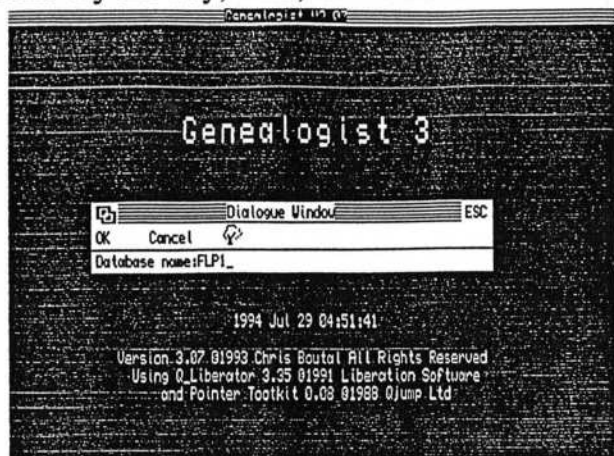 Genealogist 3
Dialogue Window ESC
OK Cancel
Database name:FLP1_
1994 Jul 29 04:51:41
Version 3.07 ©1993 Chris Boutal All Rights Reserved
Using Q_Liberator 3.35 ©1991 Liberation Software
and Pointer Toolkit 0.08 ©1988 Qjump Ltd